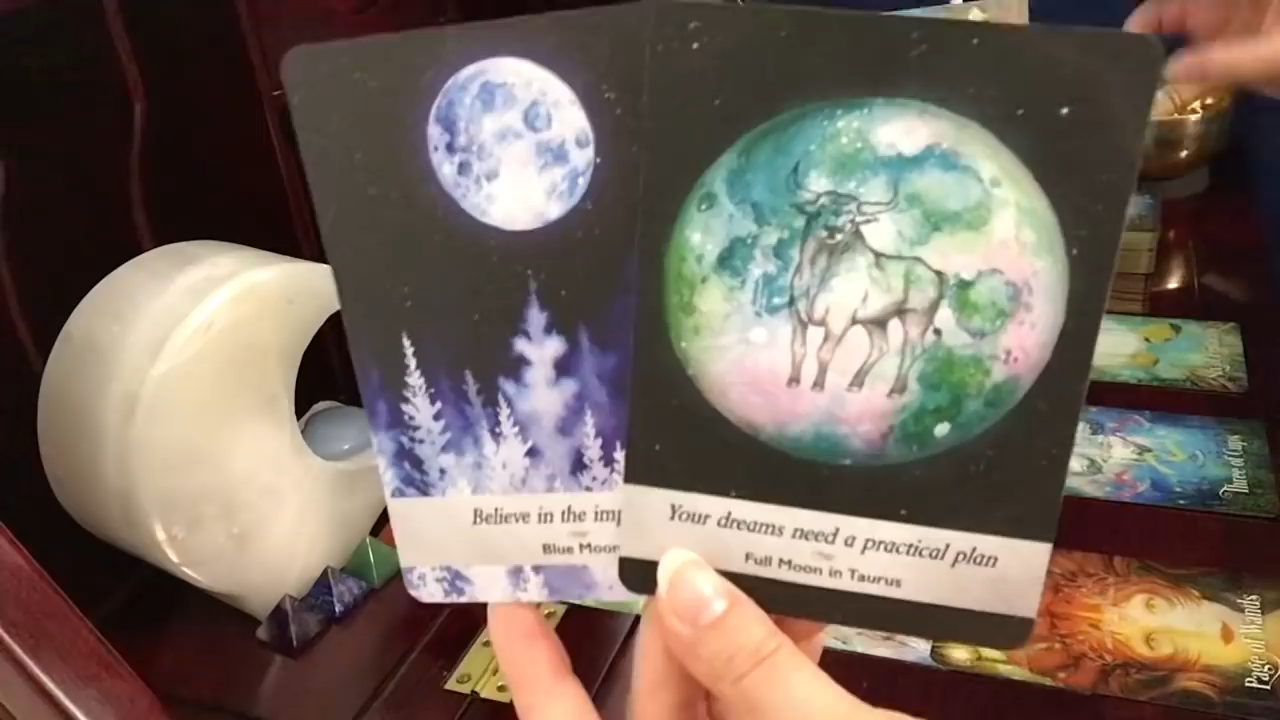 Believe in the imp
Blue Moon
Your dreams need a practical plan
Full Moon in Taurus
Three of Cups
Page of Wands